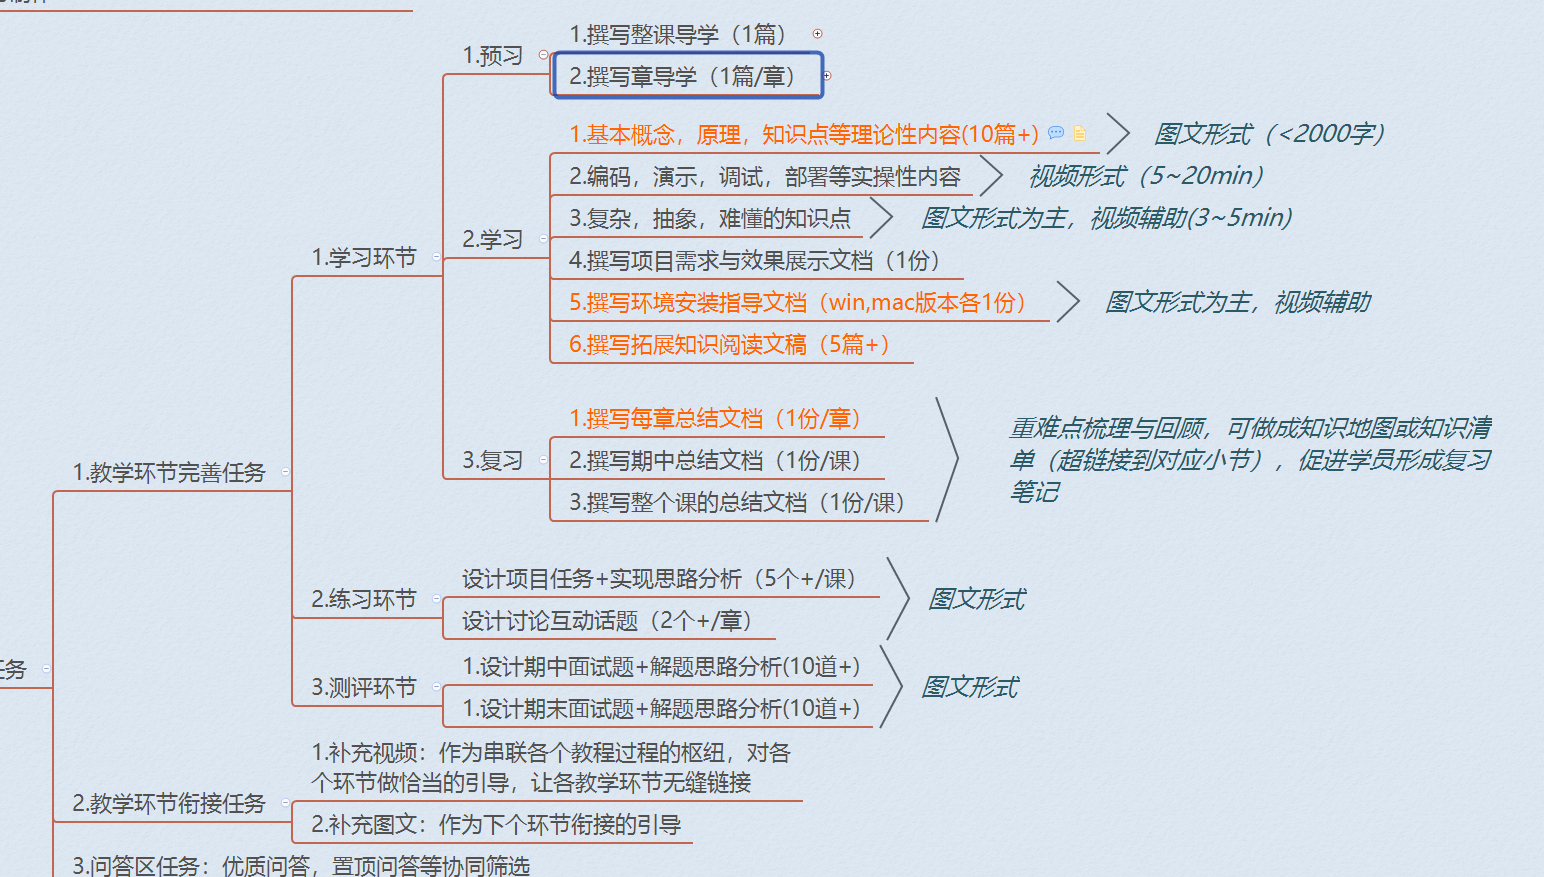 1.预习
1.撰写整课导学（1篇）
2.撰写章导学（1篇/章）
1.学习环节
2.学习
1.基本概念，原理，知识点等理论性内容(10篇+)
图文形式（<2000字）
2.编码，演示，调试，部署等实操性内容
视频形式（5~20min）
3.复杂，抽象，难懂的知识点
图文形式为主，视频辅助(3~5min)
4.撰写项目需求与效果展示文档（1份）
5.撰写环境安装指导文档（win,mac版本各1份）
图文形式为主，视频辅助
6.撰写拓展知识阅读文稿（5篇+）
3.复习
1.撰写每章总结文档（1份/章）
2.撰写期中总结文档（1份/课）
3.撰写整个课的总结文档（1份/课）
重难点梳理与回顾，可做成知识地图或知识清
单（超链接到对应小节），促进学员形成复习
笔记
1.教学环节完善任务
2.练习环节
设计项目任务+实现思路分析（5个+/课）
设计讨论互动话题（2个+/章）
图文形式
3.测评环节
1.设计期中面试题+解题思路分析(10道+)
1.设计期末面试题+解题思路分析(10道+)
图文形式
务
2.教学环节衔接任务
1.补充视频：作为串联各个教程过程的枢纽，对各
个环节做恰当的引导，让各教学环节无缝链接
2.补充图文：作为下个环节衔接的引导
3.问答区任务：优质问答，置顶问答等协同筛选